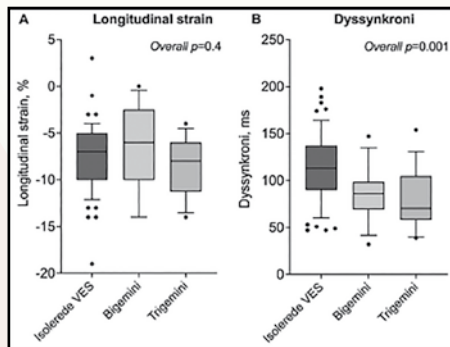 A Longitudinal strain
Overall p=0.4
Longitudinal strain, %
5
0
-5
-10
-15
-20
Isolerede VES
Bigemini
Trigemini
B Dyssynkroni
Overall p=0.001
Dyssynkroni, ms
250
200
150
100
50
0
Isolerede VES
Bigemini
Trigemini